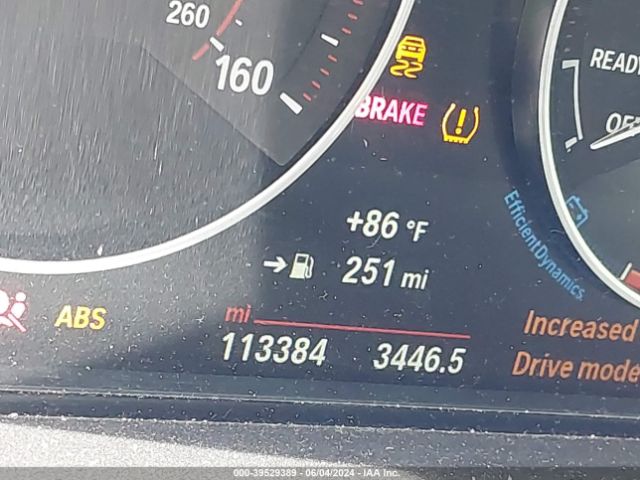 260
160
READY
BRAKE
!
+86 °F
251 mi
EfficientDynamics
ABS
mi
113384 3446.5
Increased
Drive mode
000-39529389 - 06/04/2024 - IAA Inc.